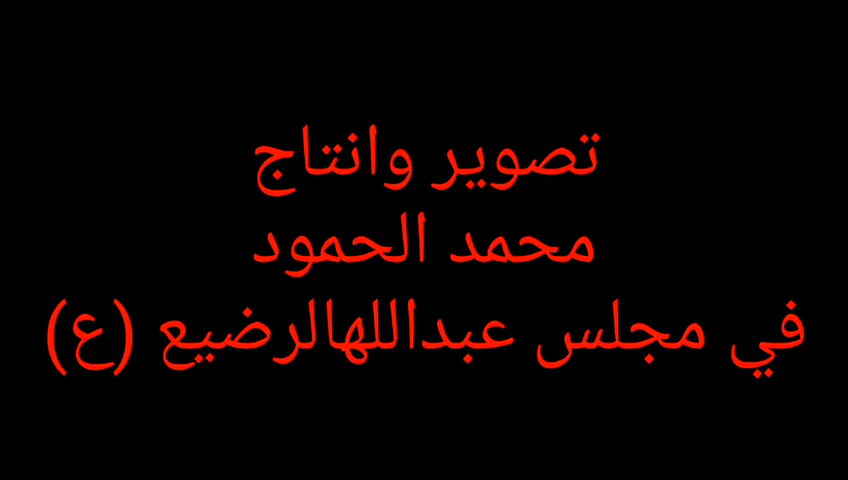 تصوير وانتاج
محمد الحمود
في مجلس عبداللهالرضيع (ع)